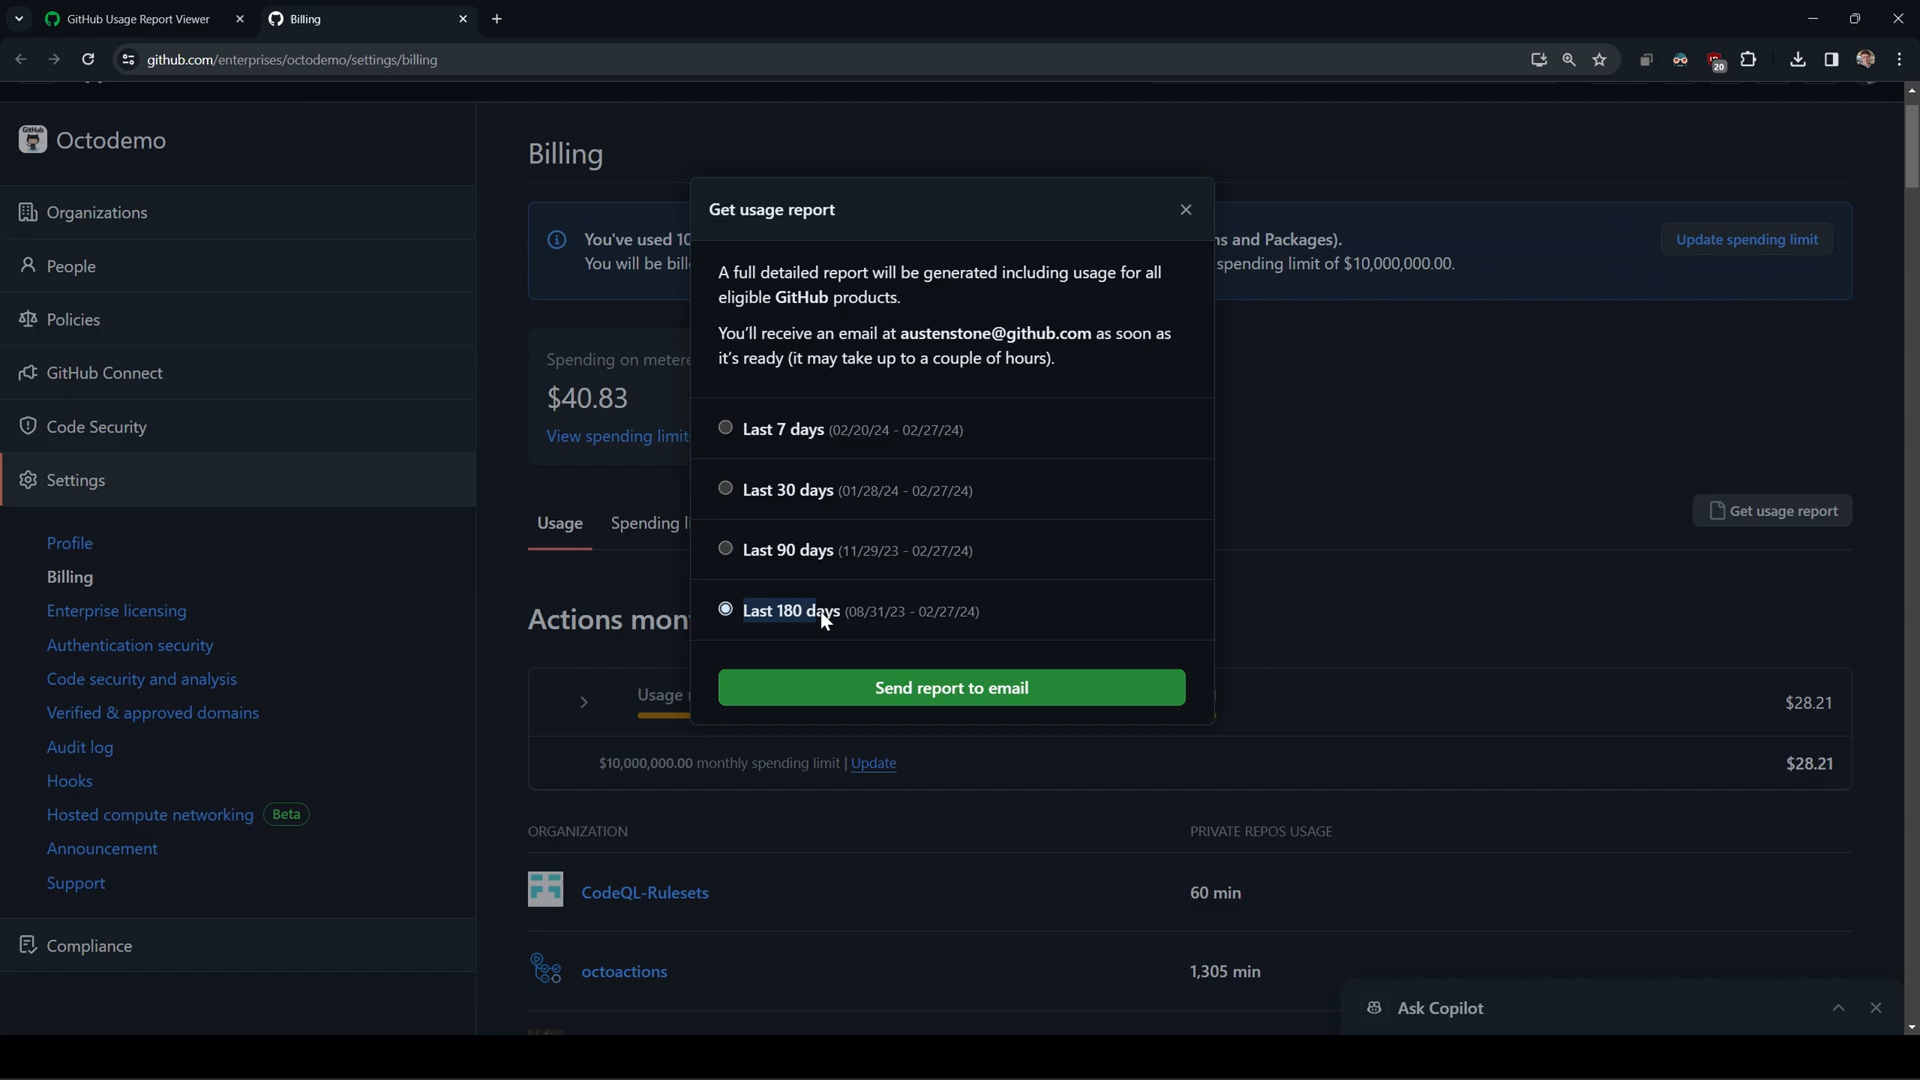 GitHub Usage Report Viewer
Billing
github.com/enterprises/octodemo/settings/billing
20
GitHub
Octodemo
Organizations
People
Policies
GitHub Connect
Code Security
Settings
Profile
Billing
Enterprise licensing
Authentication security
Code security and analysis
Verified & approved domains
Audit log
Hooks
Hosted compute networking Beta
Announcement
Support
Compliance
Billing
You've used 10
ns and Packages).
You will be bill
spending limit of $10,000,000.00.
Update spending limit
Spending on metere
$40.83
View spending limit
Usage
Spending li
Get usage report
Get usage report
A full detailed report will be generated including usage for all
eligible GitHub products.
You'll receive an email at austenstone@github.com as soon as
it's ready (it may take up to a couple of hours).
Last 7 days (02/20/24 - 02/27/24)
Last 30 days (01/28/24 - 02/27/24)
Last 90 days (11/29/23 - 02/27/24)
Last 180 days (08/31/23 - 02/27/24)
Send report to email
Actions mon
Usage
$28.21
$10,000,000.00 monthly spending limit | Update
$28.21
ORGANIZATION
PRIVATE REPOS USAGE
CodeQL-Rulesets
60 min
octoactions
1,305 min
Ask Copilot